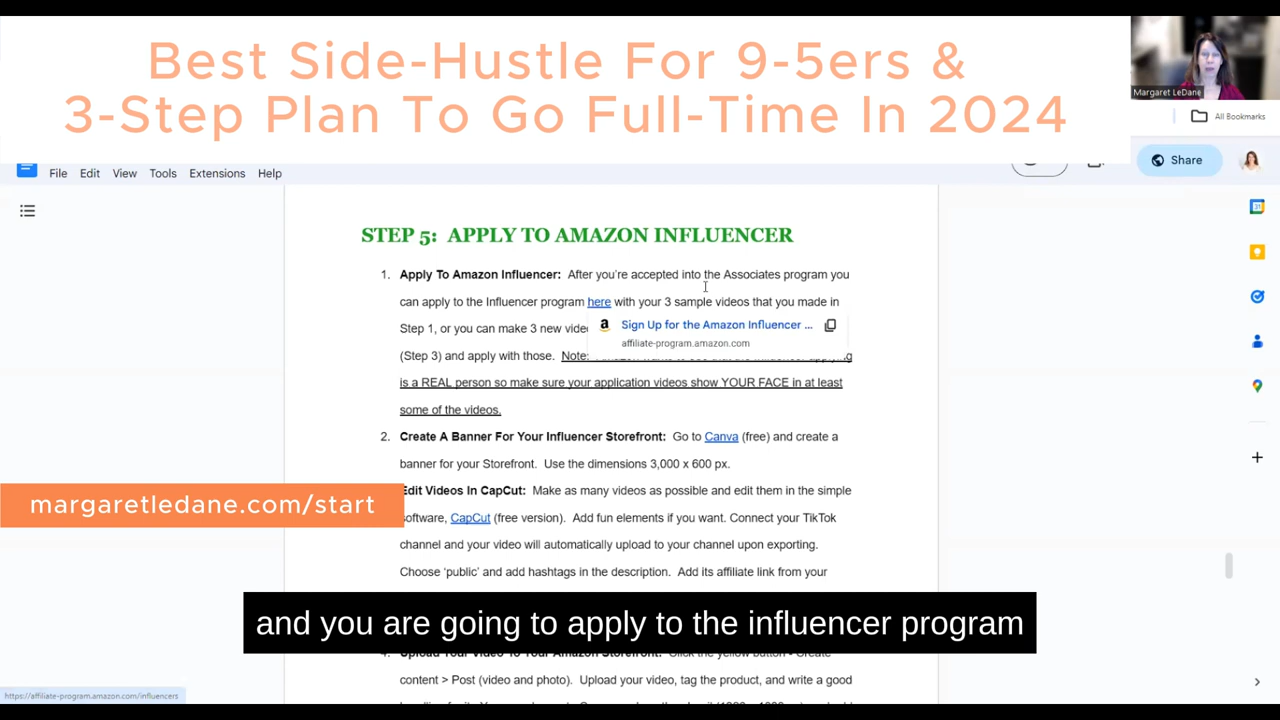 Best Side-Hustle For 9-5ers &
3-Step Plan To Go Full-Time In 2024
Margaret LeDane
All Bookmarks
File Edit View Tools Extensions Help
Share
31
STEP 5: APPLY TO AMAZON INFLUENCER
1. Apply To Amazon Influencer: After you're accepted into the Associates program you
can apply to the Influencer program here with your 3 sample videos that you made in
Step 1, or you can make 3 new
Sign Up for the Amazon Influencer ...
affiliate-program.amazon.com
(Step 3) and apply with those. Note:
is a REAL person so make sure your application videos show YOUR FACE in at least
some of the videos.
2. Create A Banner For Your Influencer Storefront: Go to Canva (free) and create a
banner for your Storefront. Use the dimensions 3,000 x 600 px.
Edit Videos In CapCut: Make as many videos as possible and edit them in the simple
margaretledane.com/start
software, CapCut (free version). Add fun elements if you want. Connect your TikTok
channel and your video will automatically upload to your channel upon exporting.
Choose 'public' and add hashtags in the description. Add its affiliate link from your
and you are going to apply to the influencer program
content > Post (video and photo). Upload your video, tag the product, and write a good
https://affiliate-program.amazon.com/influencers